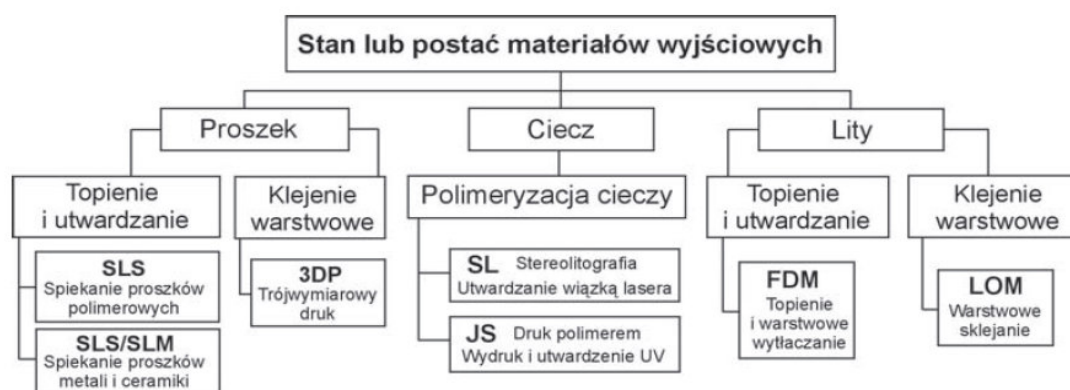 Stan lub postać materiałów wyjściowych
Proszek
Ciecz
Lity
Topienie
i utwardzanie
Klejenie
warstwowe
Polimeryzacja cieczy
Topienie
i utwardzanie
Klejenie
warstwowe
SLS
Spiekanie proszków
polimerowych
SLS/SLM
Spiekanie proszków
metali i ceramiki
3DP
Trójwymiarowy
druk
SL Stereolitografia
Utwardzanie wiązką lasera
JS Druk polimerem
Wydruk i utwardzenie UV
FDM
Topienie
i warstwowe
wytłaczanie
LOM
Warstwowe
sklejanie